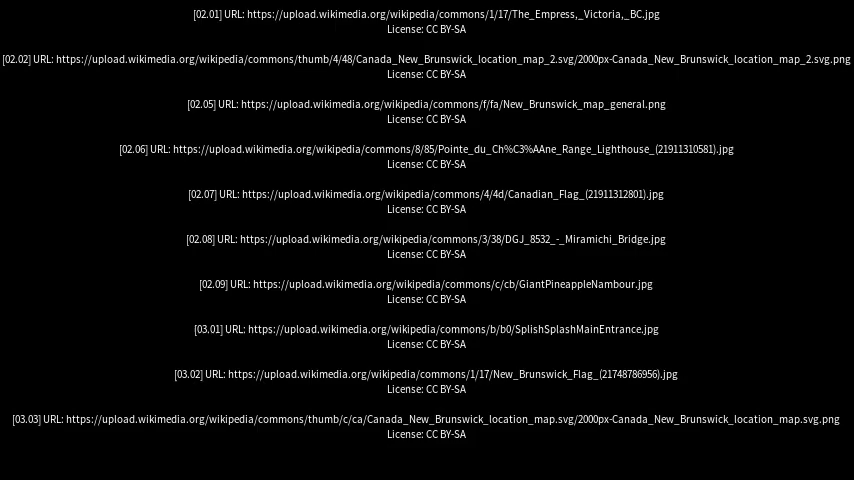 [02.01] URL: https://upload.wikimedia.org/wikipedia/commons/1/17/The_Empress,_Victoria,_BC.jpg
License: CC BY-SA
[02.02] URL: https://upload.wikimedia.org/wikipedia/commons/thumb/4/48/Canada_New_Brunswick_location_map_2.svg/2000px-Canada_New_Brunswick_location_map_2.svg.png
License: CC BY-SA
[02.05] URL: https://upload.wikimedia.org/wikipedia/commons/f/fa/New_Brunswick_map_general.png
License: CC BY-SA
[02.06] URL: https://upload.wikimedia.org/wikipedia/commons/8/85/Pointe_du_Ch%C3%AAne_Range_Lighthouse_(21911310581).jpg
License: CC BY-SA
[02.07] URL: https://upload.wikimedia.org/wikipedia/commons/4/4d/Canadian_Flag_(21911312801).jpg
License: CC BY-SA
[02.08] URL: https://upload.wikimedia.org/wikipedia/commons/3/38/DGJ_8532_-_Miramichi_Bridge.jpg
License: CC BY-SA
[02.09] URL: https://upload.wikimedia.org/wikipedia/commons/c/cb/GiantPineappleNambour.jpg
License: CC BY-SA
[03.01] URL: https://upload.wikimedia.org/wikipedia/commons/b/b0/SplishSplashMainEntrance.jpg
License: CC BY-SA
[03.02] URL: https://upload.wikimedia.org/wikipedia/commons/1/17/New_Brunswick_Flag_(21748786956).jpg
License: CC BY-SA
[03.03] URL: https://upload.wikimedia.org/wikipedia/commons/thumb/c/ca/Canada_New_Brunswick_location_map.svg/2000px-Canada_New_Brunswick_location_map.svg.png
License: CC BY-SA